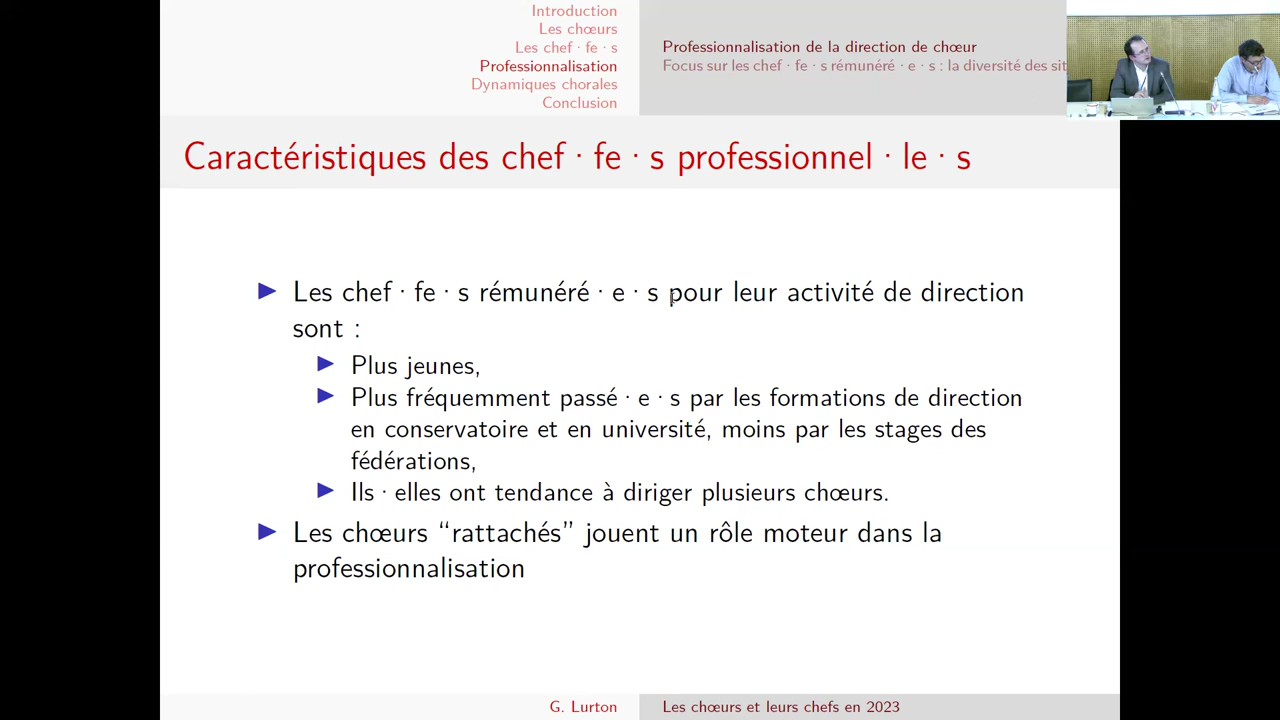 Introduction
Les chœurs
Les chef · fe · s
Professionnalisation
Dynamiques chorales
Conclusion
Professionnalisation de la direction de chœur
Focus sur les chef · fe · s rémunéré · e · s : la diversité des sit
Caractéristiques des chef · fe · s professionnel · le · s
Les chef · fe · s rémunéré · e · s pour leur activité de direction
sont :
Plus jeunes,
Plus fréquemment passé · e · s par les formations de direction
en conservatoire et en université, moins par les stages des
fédérations,
Ils · elles ont tendance à diriger plusieurs chœurs.
Les chœurs “rattachés” jouent un rôle moteur dans la
professionnalisation
G. Lurton
Les chœurs et leurs chefs en 2023